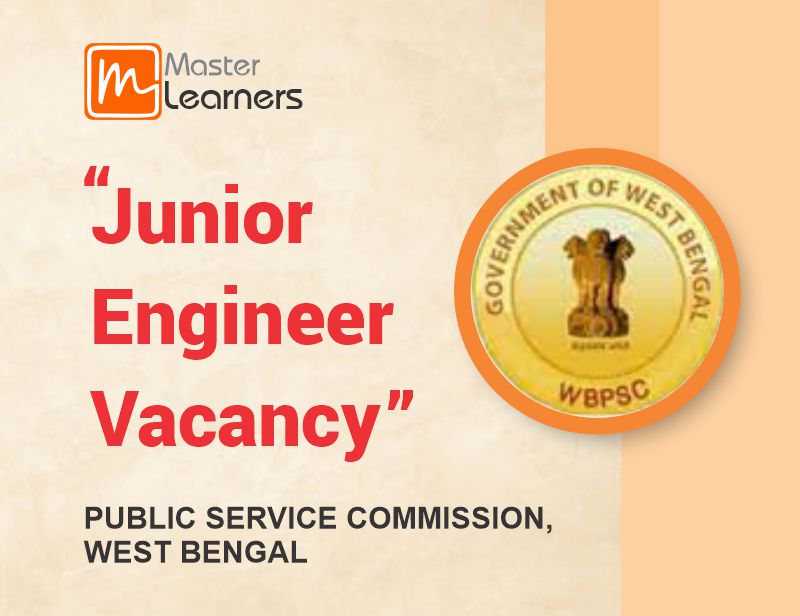 m
Master
Learners
“Junior
Engineer
Vacancy”
GOVERNMENT OF WEST BENGAL
WBPSC
PUBLIC SERVICE COMMISSION,
WEST BENGAL